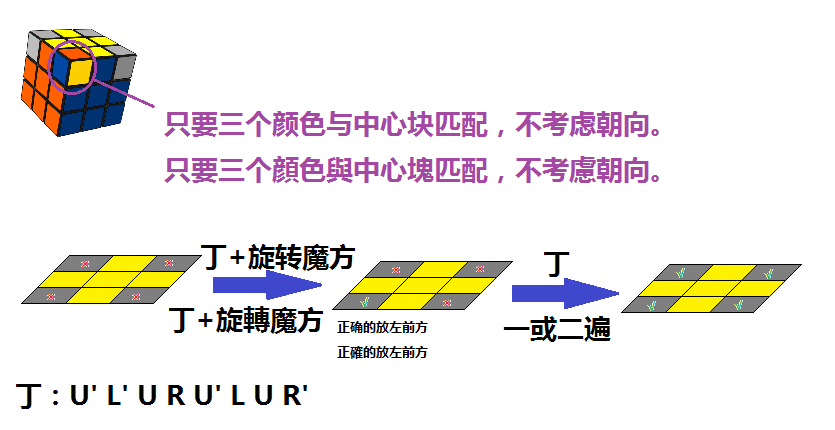 只要三个颜色与中心块匹配，不考虑朝向。
只要三个顔色與中心塊匹配，不考慮朝向。
丁+旋转魔方
丁+旋轉魔方
正确的放左前方
正確的放左前方
丁
一或二遍
丁：U' L' U R U' L U R'